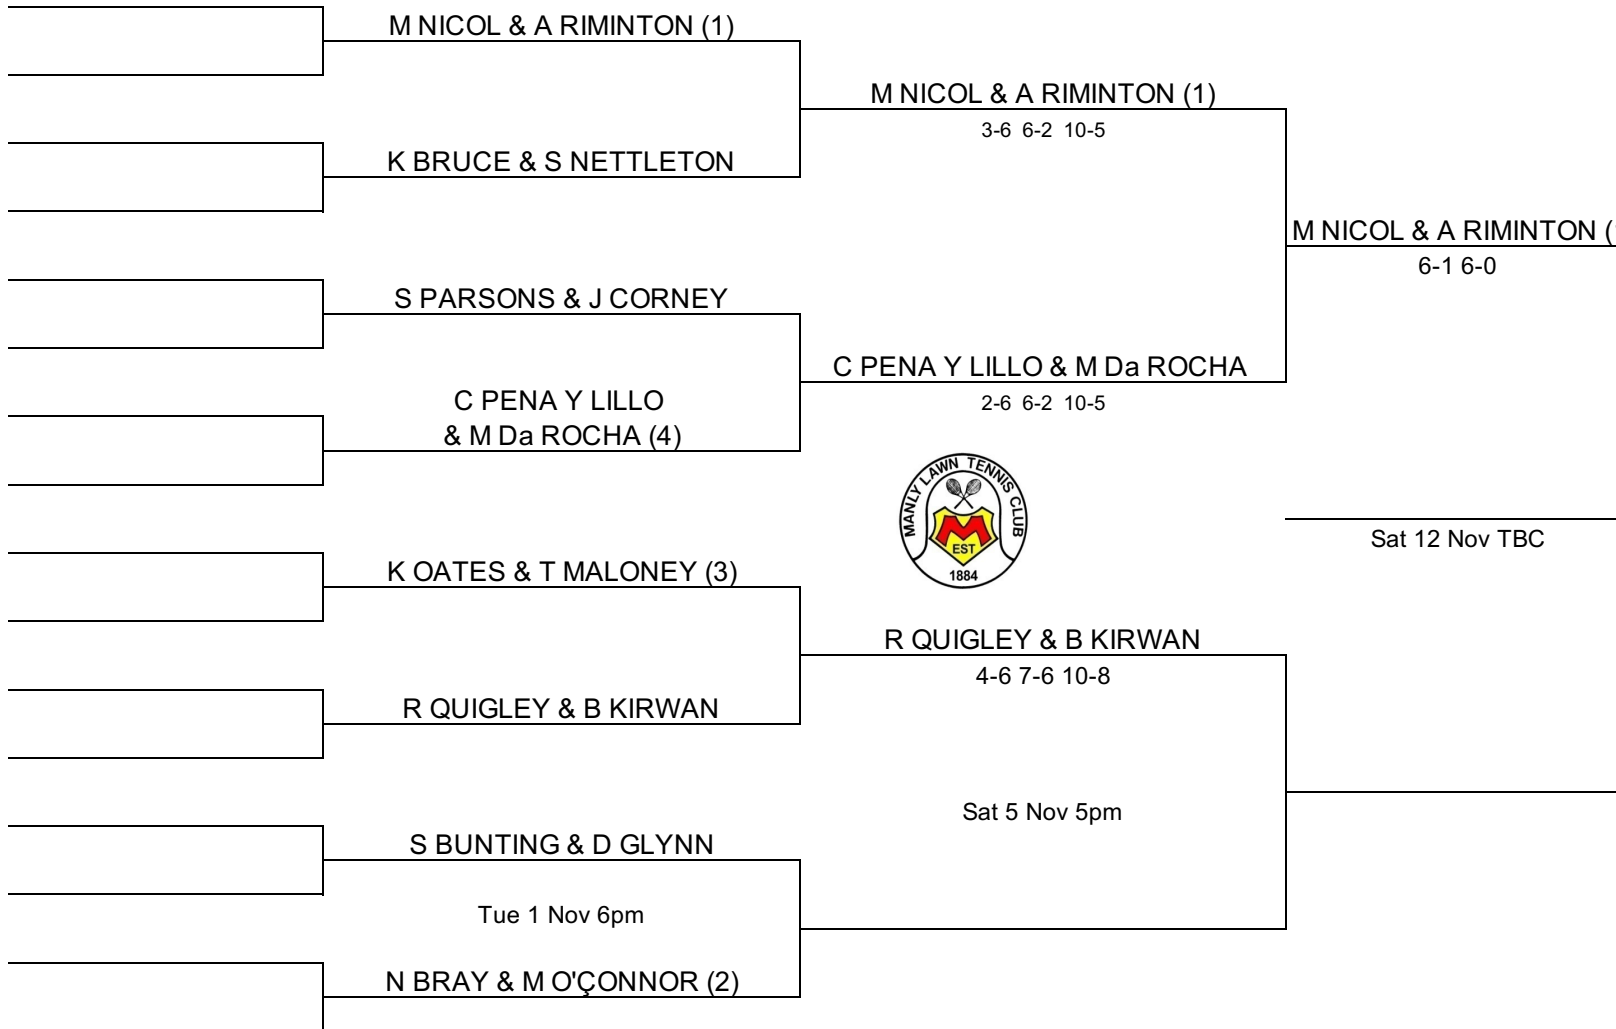 M NICOL & A RIMINTON (1)
K BRUCE & S NETTLETON
S PARSONS & J CORNEY
C PENA Y LILLO
& M Da ROCHA (4)
K OATES & T MALONEY (3)
R QUIGLEY & B KIRWAN
S BUNTING & D GLYNN
Tue 1 Nov 6pm
N BRAY & M O'ÇONNOR (2)
M NICOL & A RIMINTON (1)
3-6 6-2 10-5
C PENA Y LILLO & M Da ROCHA
2-6 6-2 10-5
MANLY LAWN TENNIS CLUB
M
EST
1884
R QUIGLEY & B KIRWAN
4-6 7-6 10-8
Sat 5 Nov 5pm
M NICOL & A RIMINTON (
6-1 6-0
Sat 12 Nov TBC